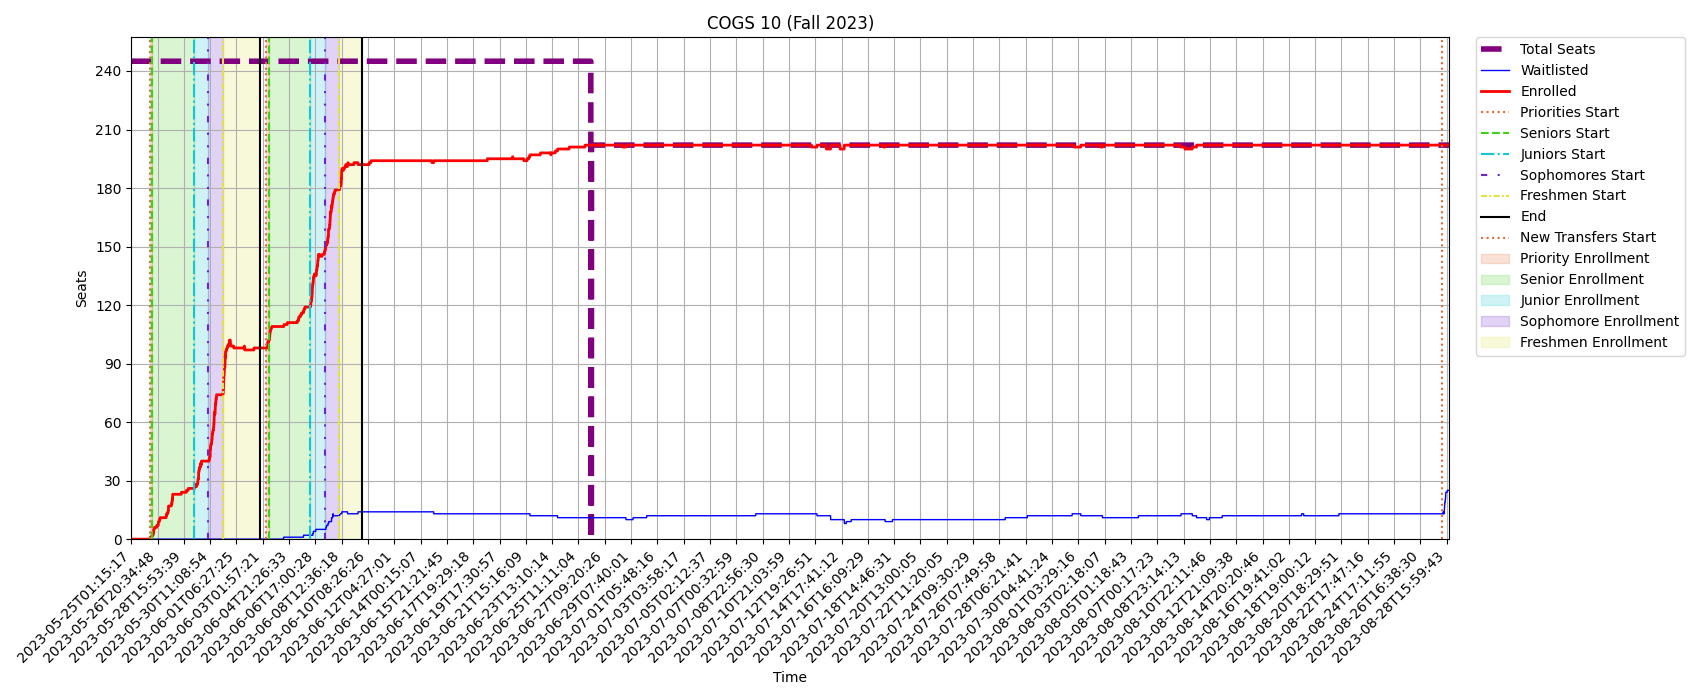 COGS 10 (Fall 2023)
Seats
240
210
180
150
120
90
60
30
0
2023-05-25T01:15:17
2023-05-26T20:34:48
2023-05-28T15:53:39
2023-05-30T11:08:54
2023-06-01T06:27:25
2023-06-03T01:57:21
2023-06-04T21:26:33
2023-06-06T17:00:28
2023-06-08T12:36:18
2023-06-10T08:26:26
2023-06-12T04:27:01
2023-06-14T00:15:07
2023-06-15T21:21:45
2023-06-17T19:29:18
2023-06-19T17:30:57
2023-06-21T15:16:09
2023-06-23T13:10:14
2023-06-25T11:11:04
2023-06-27T09:20:26
2023-06-29T07:40:01
2023-07-01T05:48:16
2023-07-03T03:58:17
2023-07-05T02:12:37
2023-07-07T00:32:59
2023-07-08T22:56:30
2023-07-10T21:03:59
2023-07-12T19:26:51
2023-07-14T17:41:12
2023-07-16T16:09:29
2023-07-18T14:46:31
2023-07-20T13:00:05
2023-07-22T11:20:05
2023-07-24T09:30:29
2023-07-26T07:49:58
2023-07-28T06:21:41
2023-07-30T04:41:24
2023-08-01T03:29:16
2023-08-03T02:18:07
2023-08-05T01:18:43
2023-08-07T00:17:23
2023-08-08T23:14:13
2023-08-10T22:11:46
2023-08-12T21:09:38
2023-08-14T20:20:46
2023-08-16T19:41:02
2023-08-18T19:00:12
2023-08-20T18:29:51
2023-08-22T17:47:16
2023-08-24T17:11:55
2023-08-26T16:38:30
2023-08-28T15:59:43
Time
Total Seats
Waitlisted
Enrolled
Priorities Start
Seniors Start
Juniors Start
Sophomores Start
Freshmen Start
End
New Transfers Start
Priority Enrollment
Senior Enrollment
Junior Enrollment
Sophomore Enrollment
Freshmen Enrollment